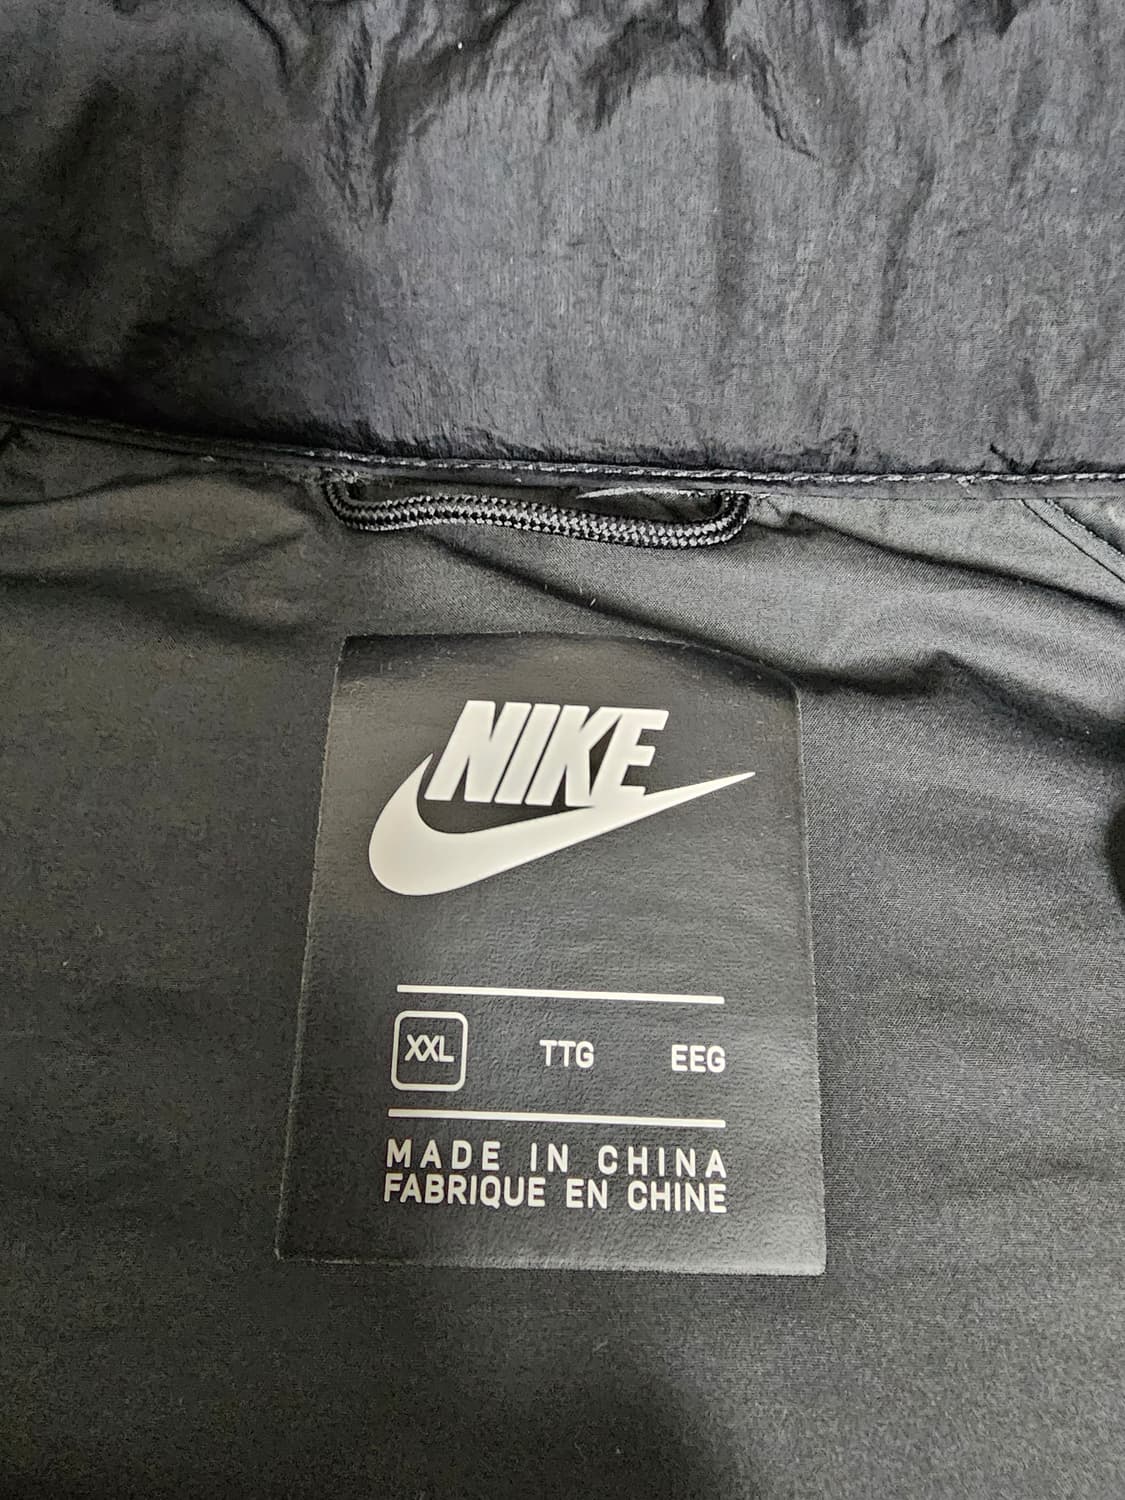 NIKE
XXL TTG EEG
MADE IN CHINA
FABRIQUE EN CHINE